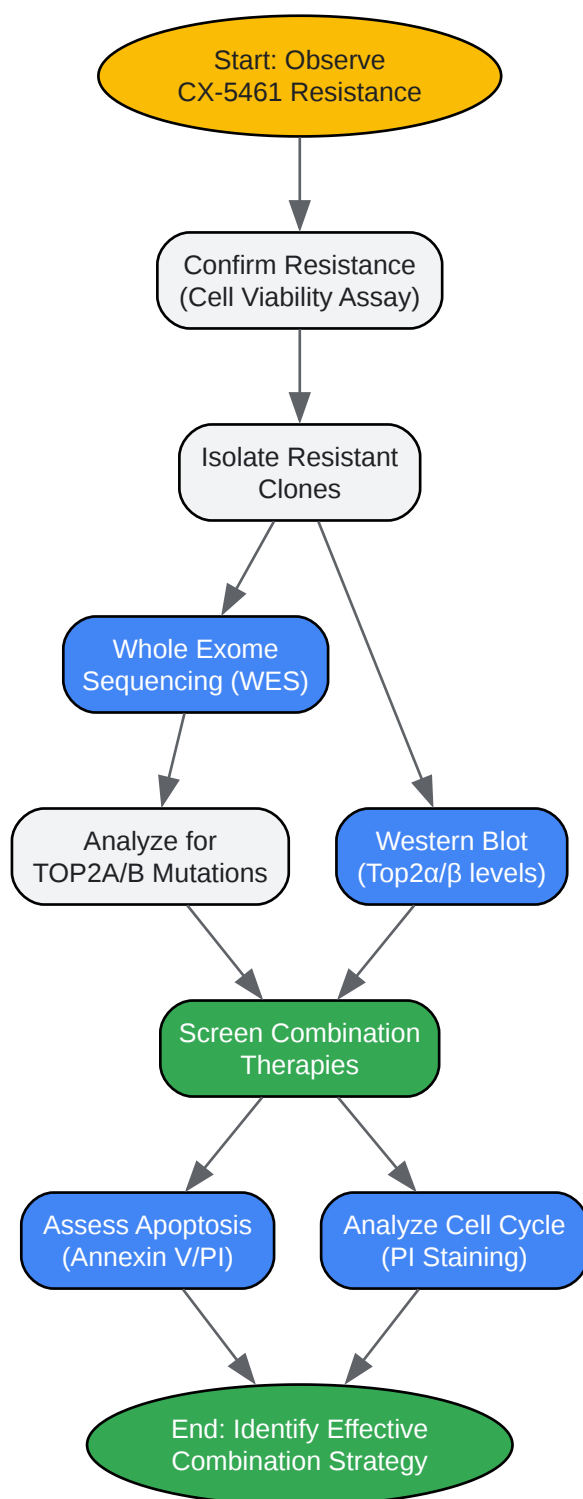 Start: Observe
CX-5461 Resistance
Confirm Resistance
(Cell Viability Assay)
Isolate Resistant
Clones
Whole Exome
Sequencing (WES)
Analyze for
TOP2A/B Mutations
Western Blot
(Top2α/β levels)
Screen Combination
Therapies
Assess Apoptosis
(Annexin V/PI)
Analyze Cell Cycle
(PI Staining)
End: Identify Effective
Combination Strategy